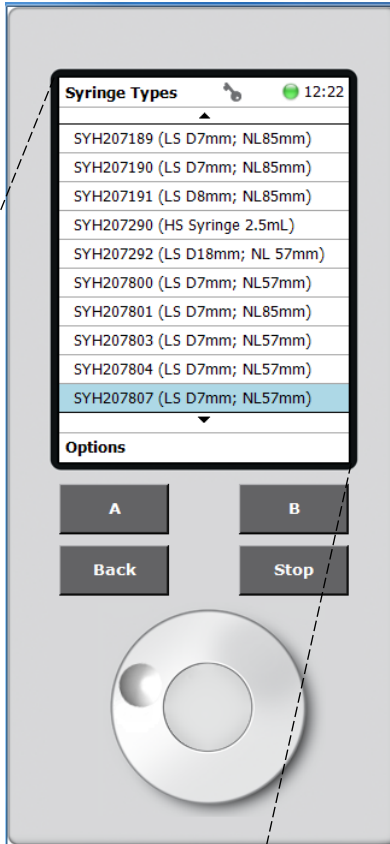 Syringe Types 12:22
SYH207189 (LS D7mm; NL85mm)
SYH207190 (LS D7mm; NL85mm)
SYH207191 (LS D8mm; NL85mm)
SYH207290 (HS Syringe 2.5mL)
SYH207292 (LS D18mm; NL 57mm)
SYH207800 (LS D7mm; NL57mm)
SYH207801 (LS D7mm; NL85mm)
SYH207803 (LS D7mm; NL57mm)
SYH207804 (LS D7mm; NL57mm)
SYH207807 (LS D7mm; NL57mm)
Options
A B
Back Stop